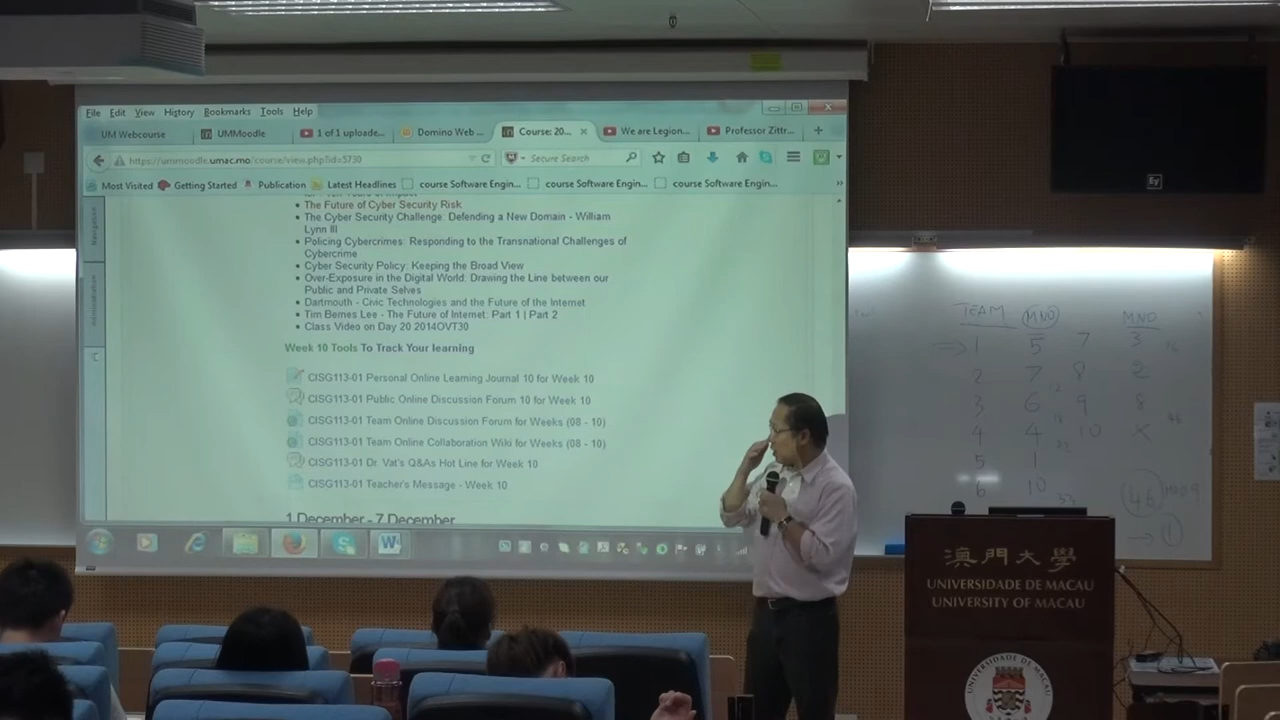 File Edit View History Bookmarks Tools Help
UM Webcourse UMMoodle 1 of 1 uploade... Domino Web ... Course: 20... We are Legion... Professor Zittr...
https://ummoodle.umac.mo/course/view.php?id=5730 Secure Search
Most Visited Getting Started Publication Latest Headlines course Software Engin... course Software Engin... course Software Engin...
Navigation
Administration
• The Future of Cyber Security Risk
• The Cyber Security Challenge: Defending a New Domain - William
Lynn III
• Policing Cybercrimes: Responding to the Transnational Challenges of
Cybercrime
• Cyber Security Policy: Keeping the Broad View
• Over-Exposure in the Digital World: Drawing the Line between our
Public and Private Selves
• Dartmouth - Civic Technologies and the Future of the Internet
• Tim Bernes Lee - The Future of Internet: Part 1 | Part 2
• Class Video on Day 20 2014OVT30
Week 10 Tools To Track Your learning
CISG113-01 Personal Online Learning Journal 10 for Week 10
CISG113-01 Public Online Discussion Forum 10 for Week 10
CISG113-01 Team Online Discussion Forum for Weeks (08 - 10)
CISG113-01 Team Online Collaboration Wiki for Weeks (08 - 10)
CISG113-01 Dr. Vat's Q&As Hot Line for Week 10
CISG113-01 Teacher's Message - Week 10
1 December - 7 December
TEAM MNO MNO
1 5 7 3
2 7 8 2
3 6 9 8
4 4 10 x
5 1
6 10
46
→ 1
澳門大學
UNIVERSIDADE DE MACAU
UNIVERSITY OF MACAU
UNIVERSIDADE DE MACAU